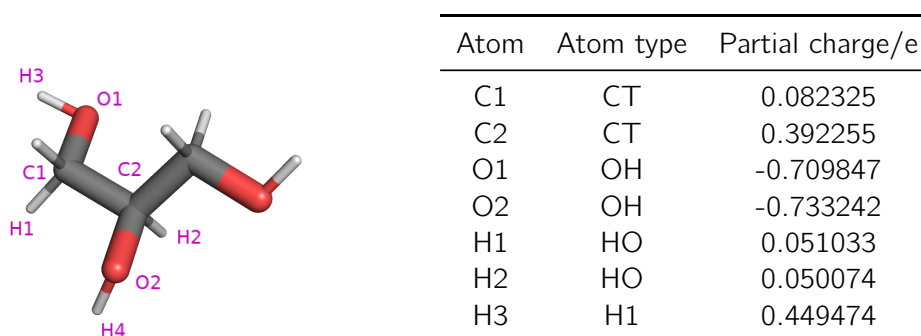 H3
O1
C1
C2
H1
H2
O2
H4
Atom Atom type Partial charge/e
C1 CT 0.082325
C2 CT 0.392255
O1 OH -0.709847
O2 OH -0.733242
H1 HO 0.051033
H2 HO 0.050074
H3 H1 0.449474